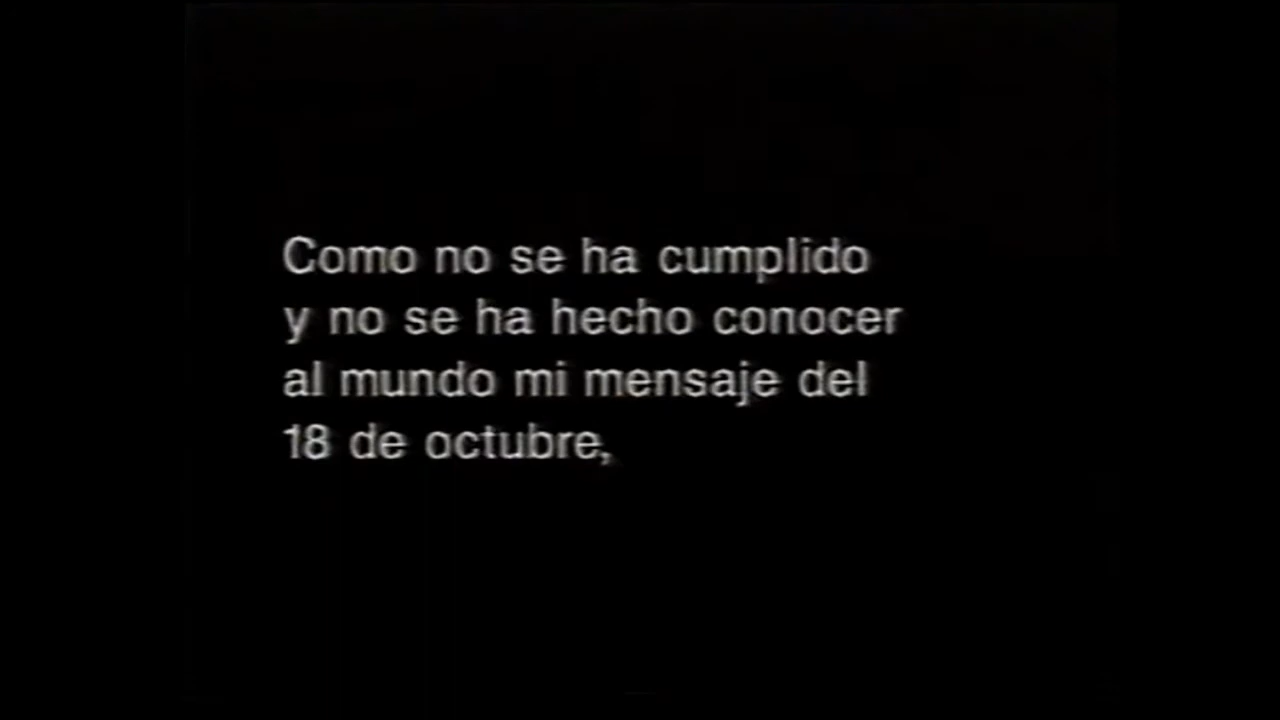 Como no se ha cumplido
y no se ha hecho conocer
al mundo mi mensaje del
18 de octubre,